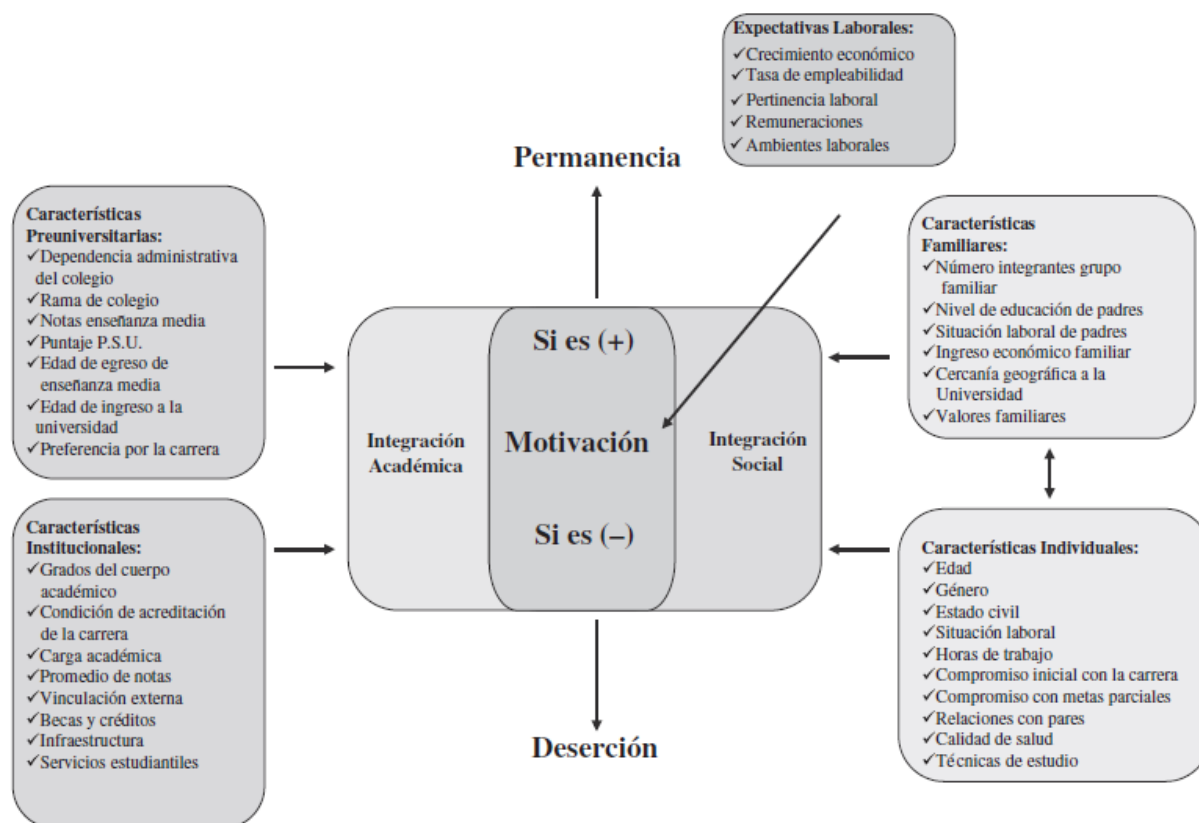 Expectativas Laborales:
✓Crecimiento económico
✓Tasa de empleabilidad
✓Pertinencia laboral
✓Remuneraciones
✓Ambientes laborales
Permanencia
Característícas
Preuniversitarias:
✓Dependencia administrativa
del colegio
✓Rama de colegio
✓Notas enseñanza media
✓Puntaje P.S.U.
✓Edad de egreso de
enseñanza media
✓Edad de ingreso a la
universidad
✓Preferencia por la carrera
Característícas
Institucionales:
✓Grados del cuerpo
académico
✓Condición de acreditación
de la carrera
✓Carga académica
✓Promedio de notas
✓Vinculación externa
✓Becas y créditos
✓Infraestructura
✓Servicios estudiantiles
Integración
Académica
Si es (+)
Motivación
Si es (–)
Integración
Social
Deserción
Característícas
Familiares:
✓Número integrantes grupo
familiar
✓Nivel de educación de padres
✓Situación laboral de padres
✓Ingreso económico familiar
✓Cercanía geográfica a la
Universidad
✓Valores familiares
Característícas Individuales:
✓Edad
✓Género
✓Estado civil
✓Situación laboral
✓Horas de trabajo
✓Compromiso inicial con la carrera
✓Compromiso con metas parciales
✓Relaciones con pares
✓Calidad de salud
✓Técnicas de estudio